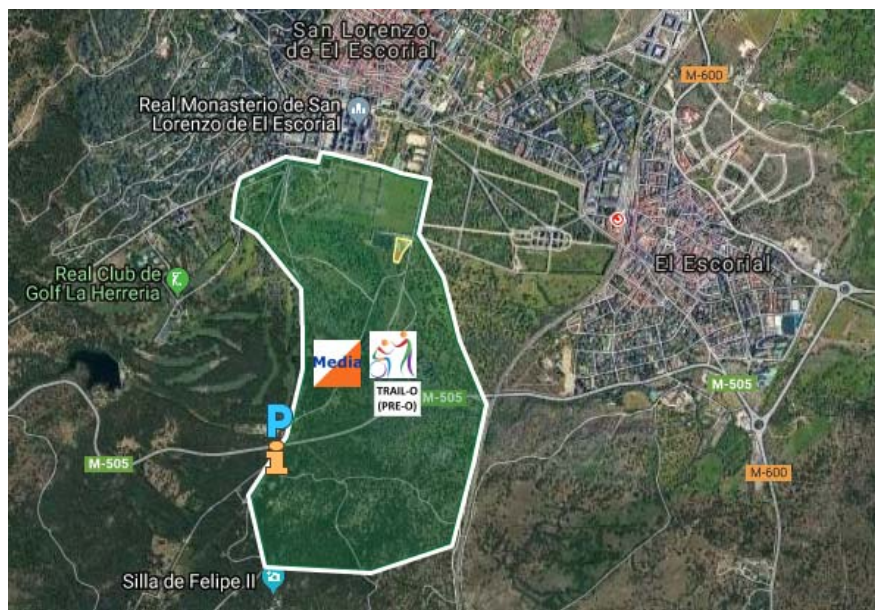 San Lorenzo
de El Escorial
M-600
Real Monasterio de San
Lorenzo de El Escorial
El Escorial
Real Club de
Golf La Herreria
Media
TRAIL-O
(PRE-O)
M-505
M-505
P
i
M-505
M-600
Silla de Felipe II